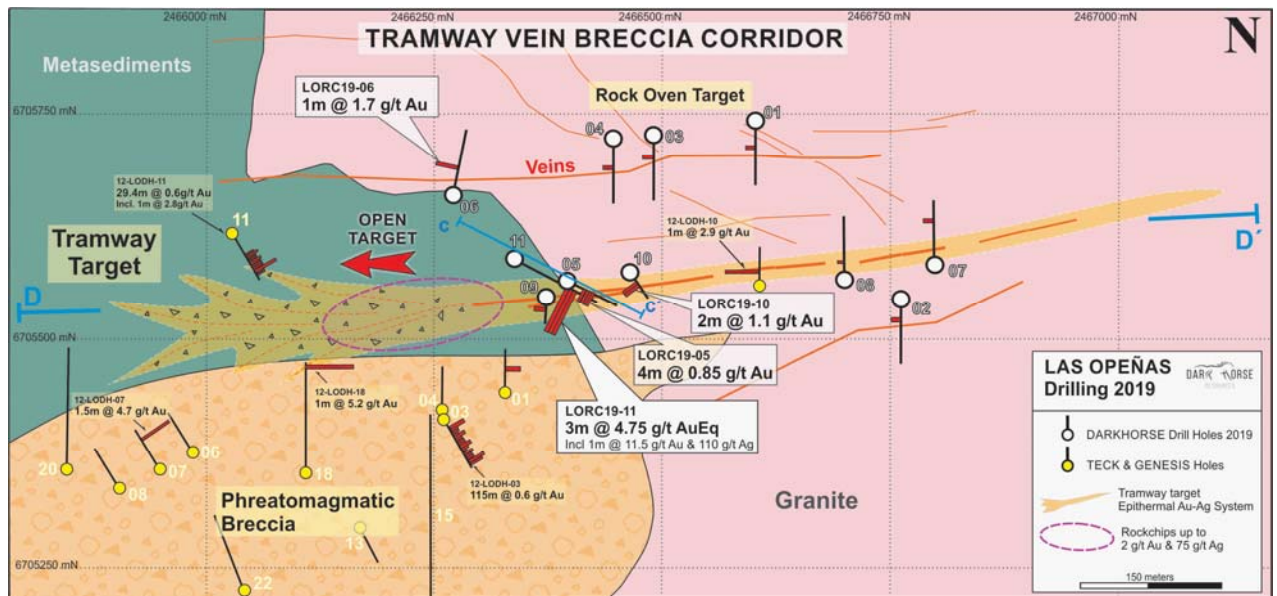 2466000 mN
2466250 mN
2466500 mN
2466750 mN
2467000 mN
TRAMWAY VEIN BRECCIA CORRIDOR
N
Metasediments
LORC19-06
1m @ 1.7 g/t Au
Rock Oven Target
01
04
03
6705750 mN
Veins
12-LODH-11
29.4m @ 0.6g/t Au
Incl. 1m @ 2.8g/t Au
06
11
OPEN
TARGET
C
12-LODH-10
1m @ 2.9 g/t Au
D´
Tramway
Target
11
10
05
08
07
D
09
C´
02
LORC19-10
2m @ 1.1 g/t Au
6705500 mN
LORC19-05
4m @ 0.85 g/t Au
12-LODH-07
1.5m @ 4.7 g/t Au
12-LODH-18
1m @ 5.2 g/t Au
04
03
01
LORC19-11
3m @ 4.75 g/t AuEq
Incl 1m @ 11.5 g/t Au & 110 g/t Ag
20
08
07
06
18
12-LODH-03
115m @ 0.6 g/t Au
Phreatomagmatic
Breccia
15
13
Granite
6705250 mN
22
LAS OPEÑAS
Drilling 2019
DARK HORSE
DARKHORSE Drill Holes 2019
TECK & GENESIS Holes
Tramway target
Epithermal Au-Ag System
Rockchips up to
2 g/t Au & 75 g/t Ag
150 meters